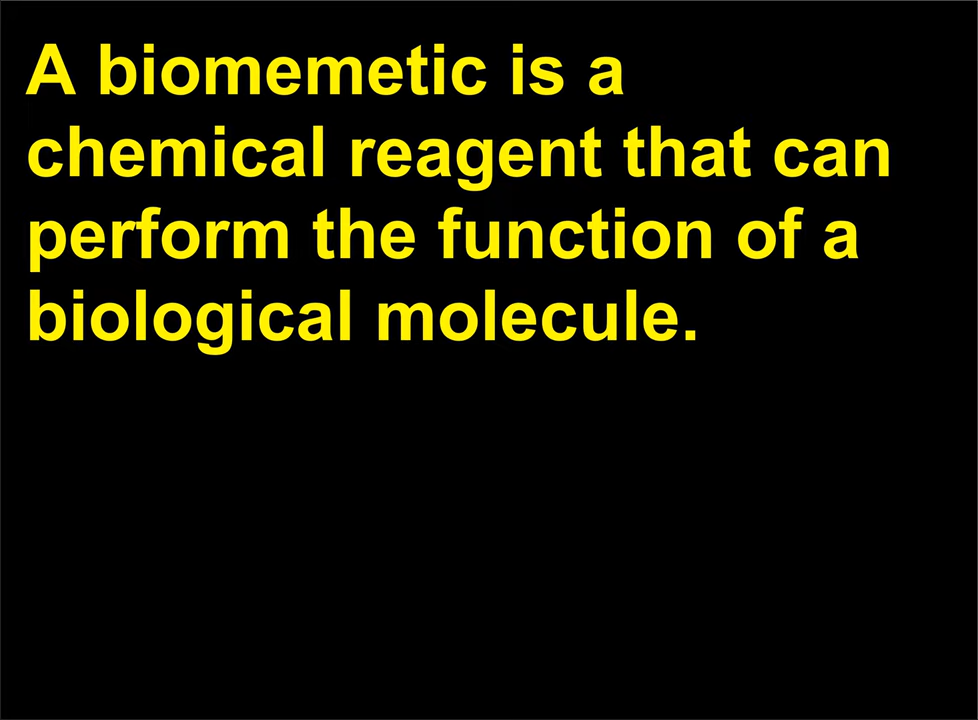 A biomemetic is a
chemical reagent that can
perform the function of a
biological molecule.